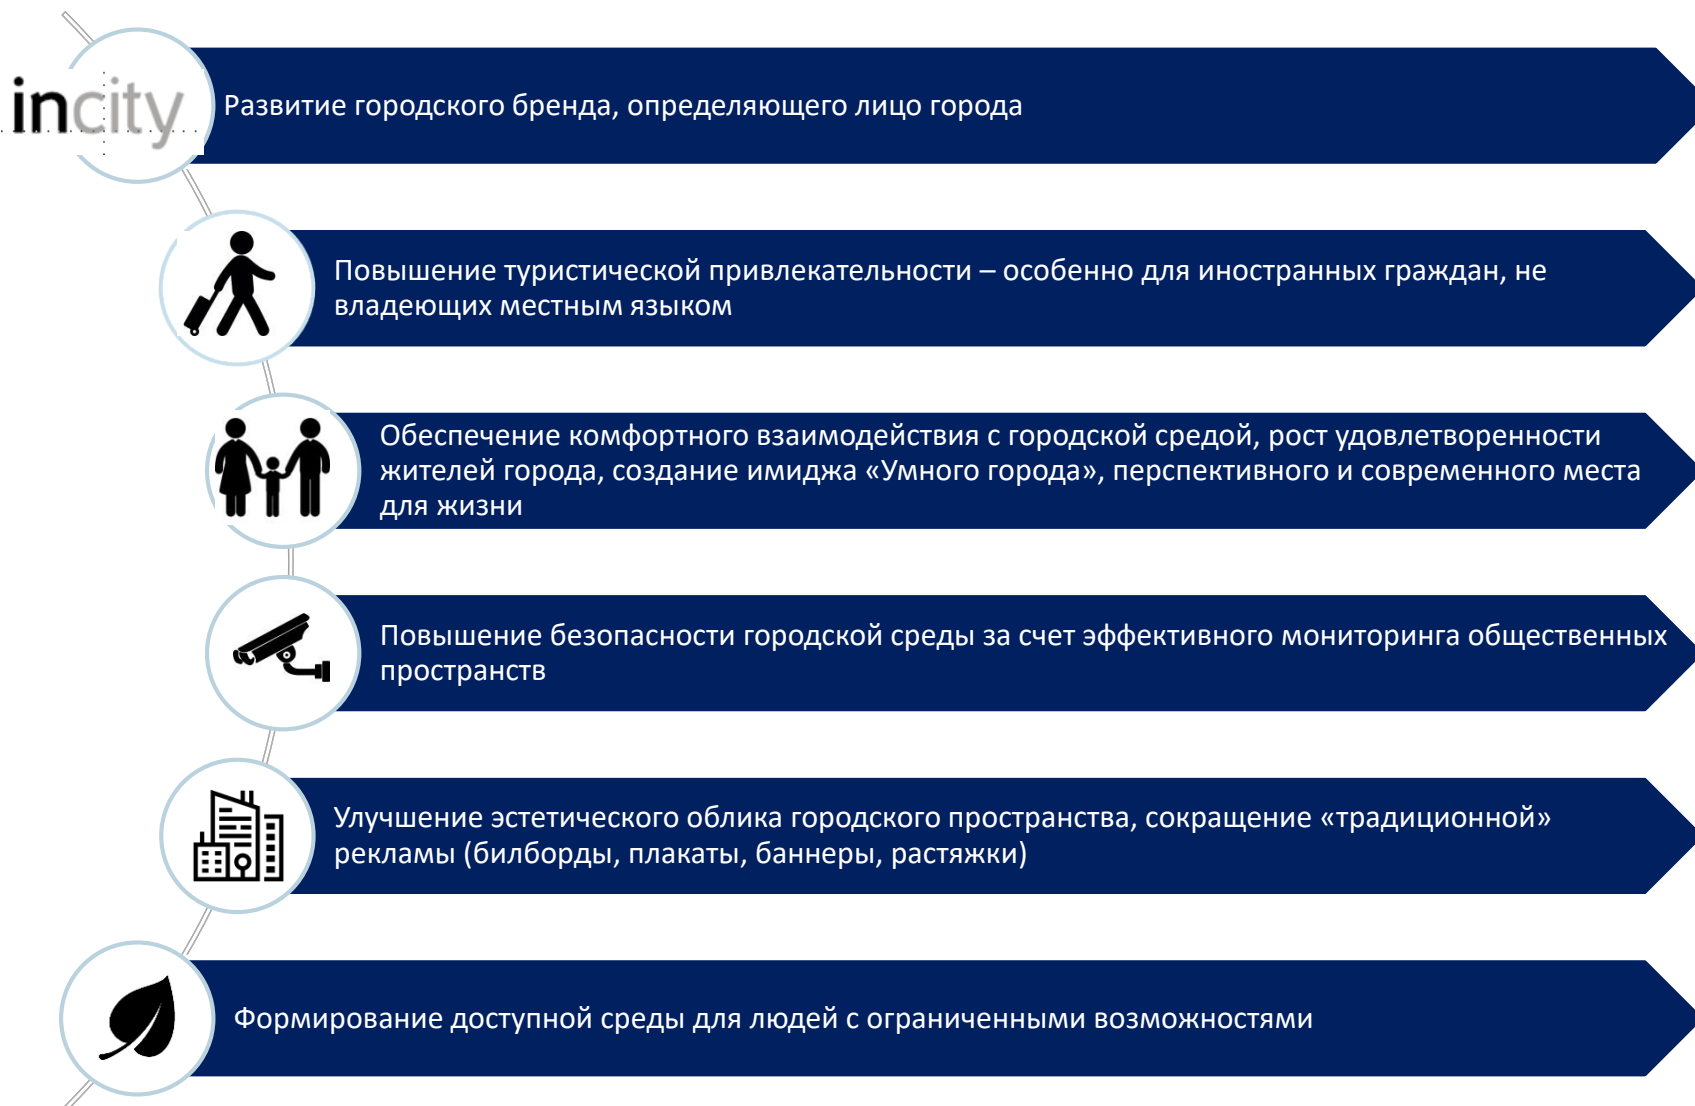 incity
Развитие городского бренда, определяющего лицо города
Повышение туристической привлекательности – особенно для иностранных граждан, не
владеющих местным языком
Обеспечение комфортного взаимодействия с городской средой, рост удовлетворенности
жителей города, создание имиджа «Умного города», перспективного и современного места
для жизни
Повышение безопасности городской среды за счет эффективного мониторинга общественных
пространств
Улучшение эстетического облика городского пространства, сокращение «традиционной»
рекламы (билборды, плакаты, баннеры, растяжки)
Формирование доступной среды для людей с ограниченными возможностями